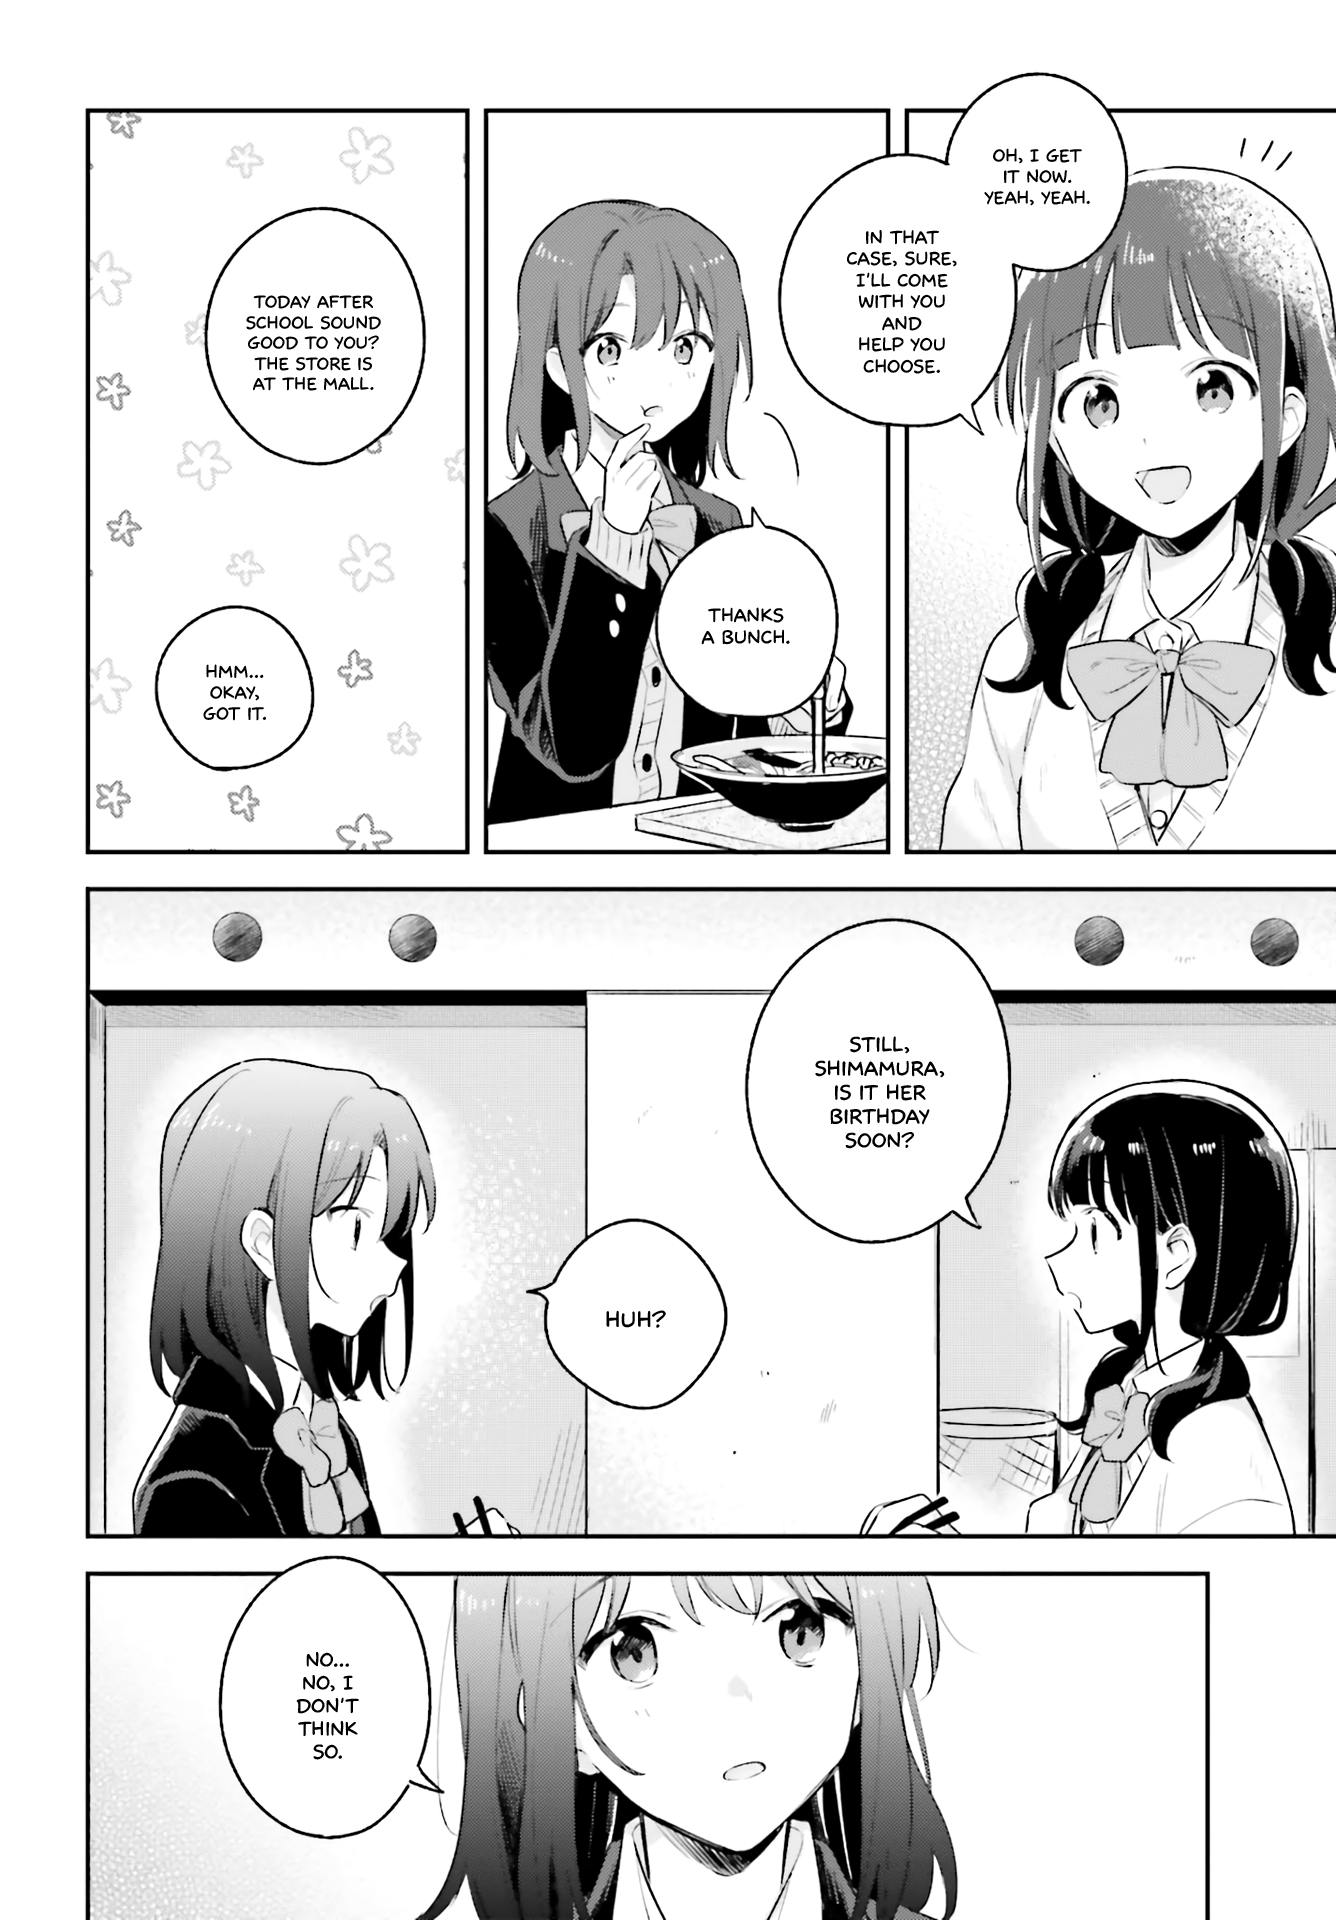 OH, I GET
IT NOW.
YEAH, YEAH.
IN THAT
CASE, SURE,
I'LL COME
WITH YOU
AND
HELP YOU
CHOOSE.
THANKS
A BUNCH.
TODAY AFTER
SCHOOL SOUND
GOOD TO YOU?
THE STORE IS
AT THE MALL.
HMM...
OKAY,
GOT IT.
STILL,
SHIMAMURA,
IS IT HER
BIRTHDAY
SOON?
HUH?
NO...
NO, I
DON'T
THINK
SO.